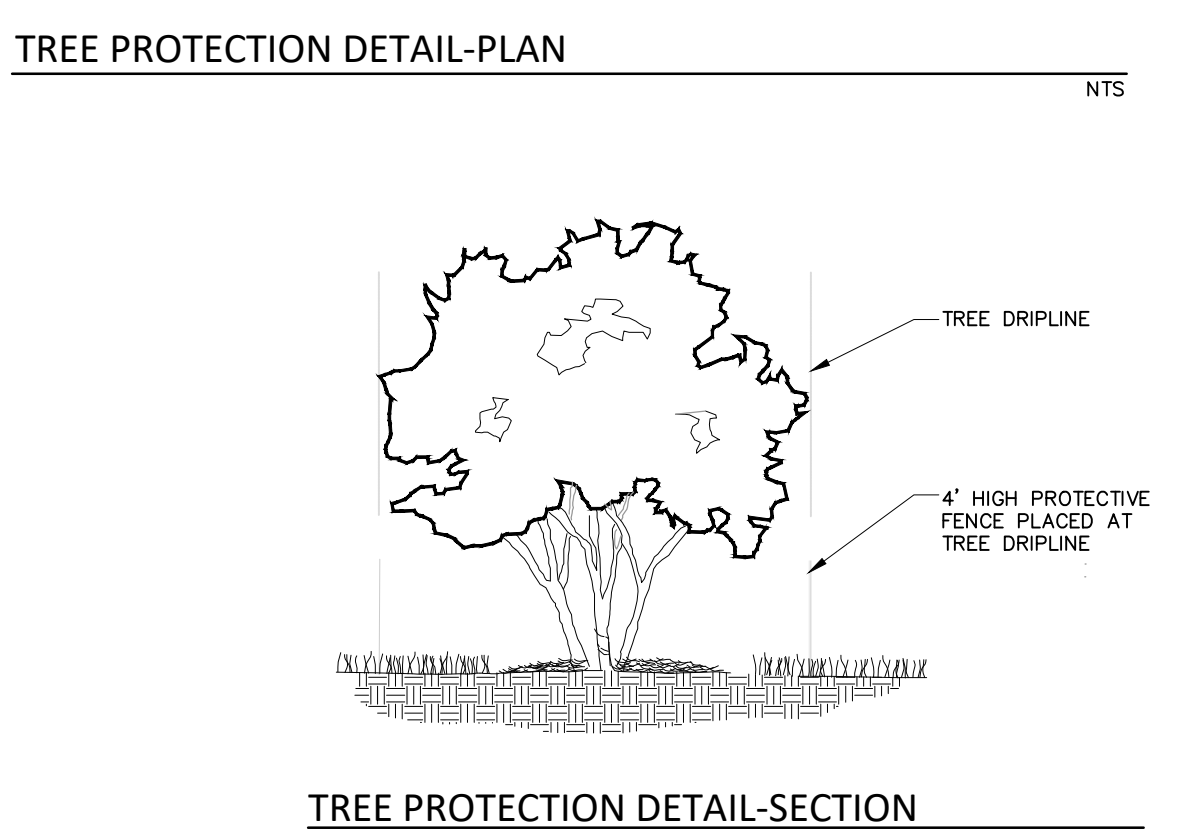 TREE PROTECTION DETAIL-PLAN
NTS
TREE DRIPLINE
4' HIGH PROTECTIVE
FENCE PLACED AT
TREE DRIPLINE
TREE PROTECTION DETAIL-SECTION